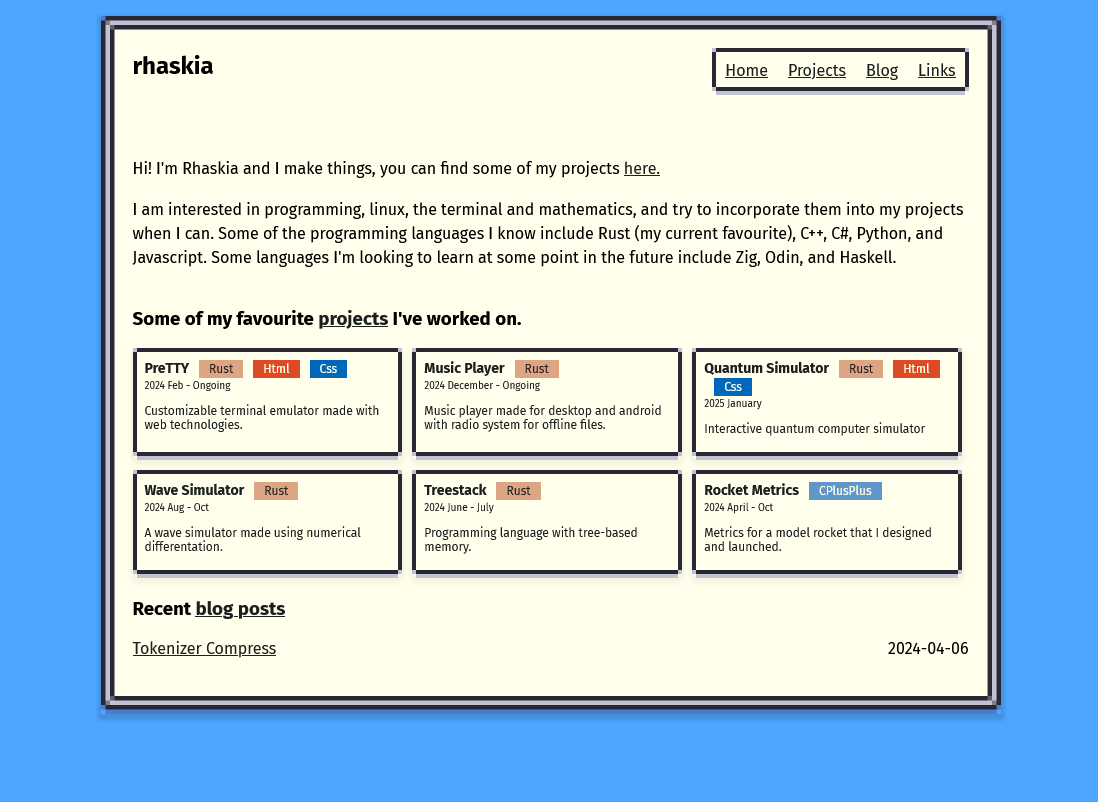 rhaskia
Home Projects Blog Links
Hi! I'm Rhaskia and I make things, you can find some of my projects here.
I am interested in programming, linux, the terminal and mathematics, and try to incorporate them into my projects
when I can. Some of the programming languages I know include Rust (my current favourite), C++, C#, Python, and
Javascript. Some languages I'm looking to learn at some point in the future include Zig, Odin, and Haskell.
Some of my favourite projects I've worked on.
PreTTY Rust Html Css
2024 Feb - Ongoing
Customizable terminal emulator made with
web technologies.
Music Player Rust
2024 December - Ongoing
Music player made for desktop and android
with radio system for offline files.
Quantum Simulator Rust Html
Css
2025 January
Interactive quantum computer simulator
Wave Simulator Rust
2024 Aug - Oct
A wave simulator made using numerical
differentation.
Treestack Rust
2024 June - July
Programming language with tree-based
memory.
Rocket Metrics CPlusPlus
2024 April - Oct
Metrics for a model rocket that I designed
and launched.
Recent blog posts
Tokenizer Compress 2024-04-06